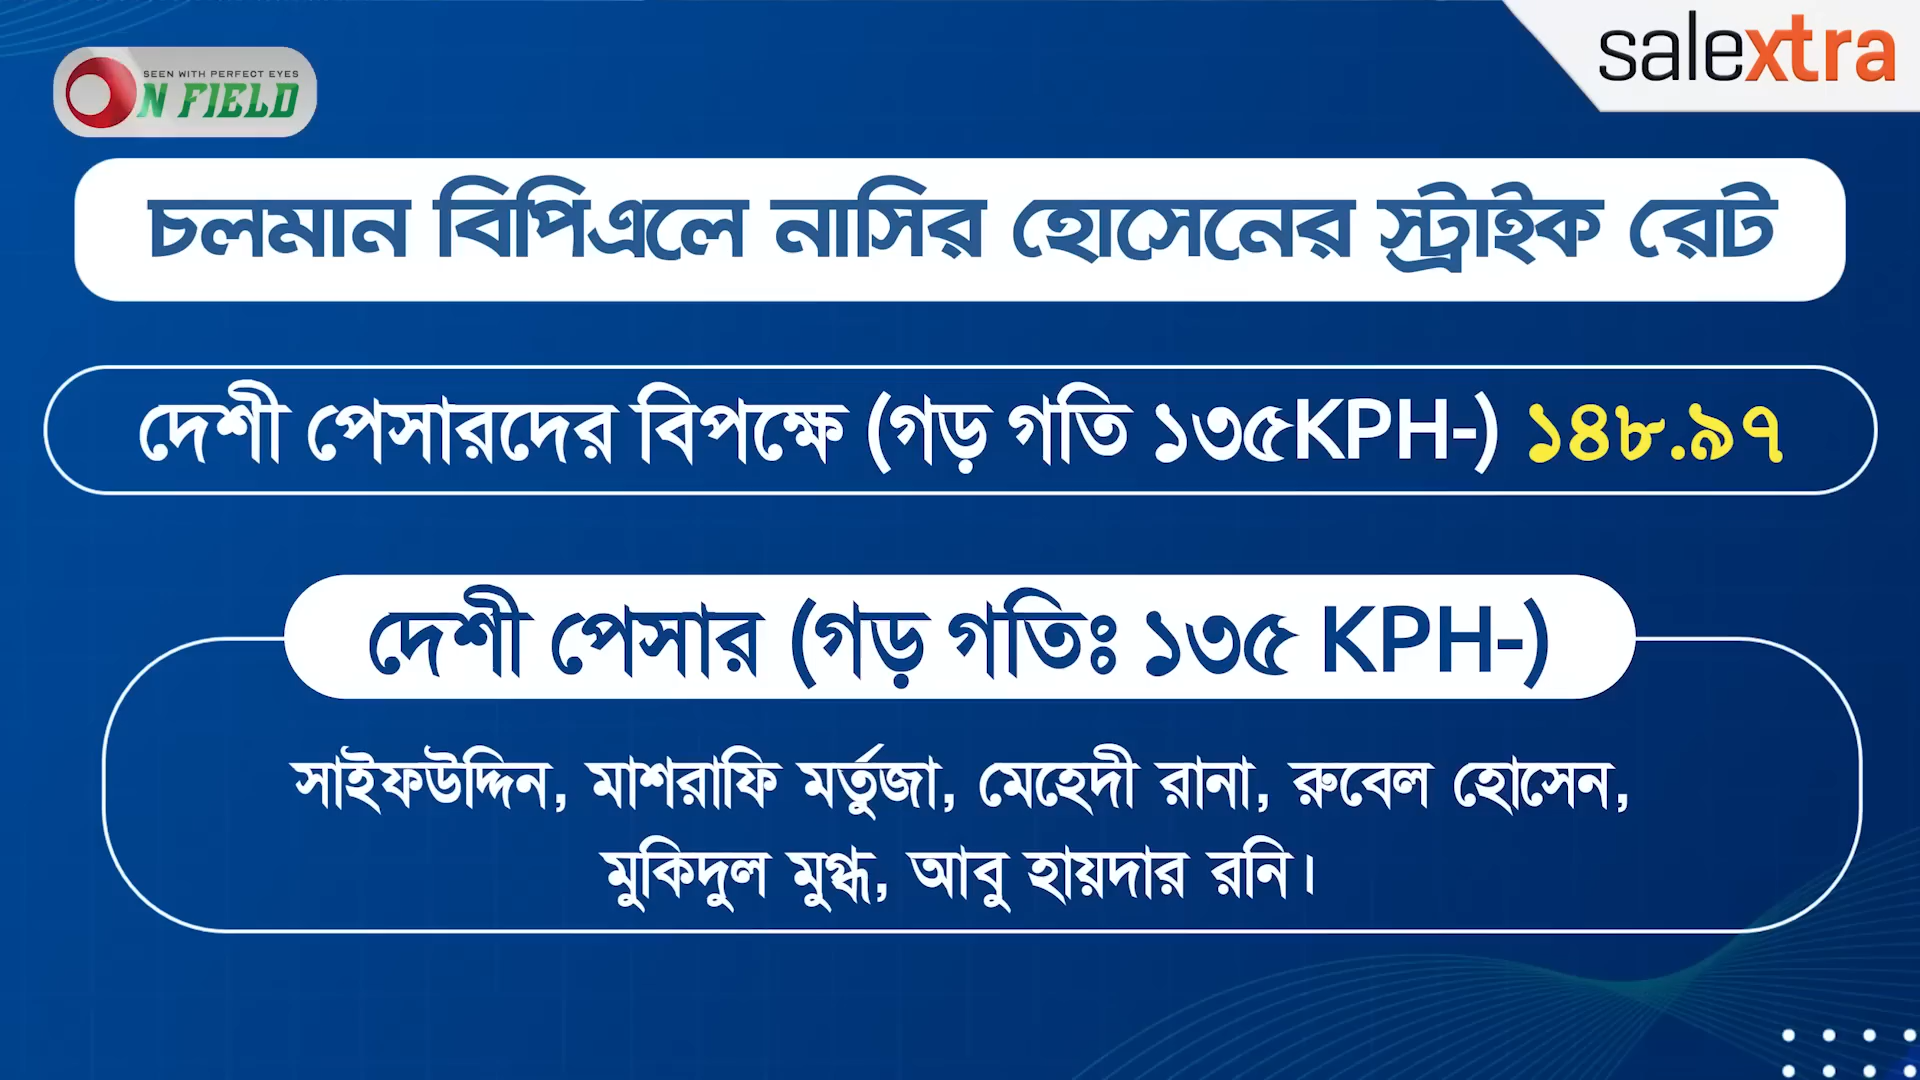 SEEN WITH PERFECT EYES
ON FIELD
salextra
চলমান বিপিএলে নাসির হোসেনের স্ট্রাইক রেট
দেশী পেসারদের বিপক্ষে (গড় গতি ১৩৫KPH-) ১৪৮.৯৭
দেশী পেসার (গড় গতিঃ ১৩৫ KPH-)
সাইফউদ্দিন, মাশরাফি মর্তুজা, মেহেদী রানা, রুবেল হোসেন,
মুকিদুল মুগ্ধ, আবু হায়দার রনি।